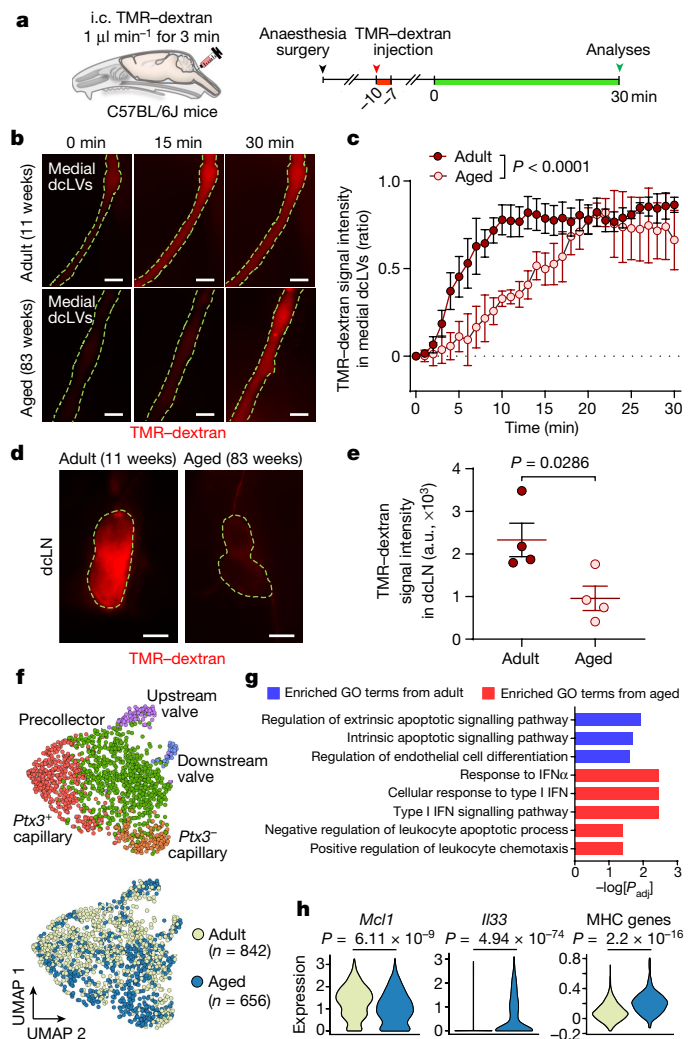 a
i.c. TMR–dextran
1 μl min⁻¹ for 3 min
C57BL/6J mice
Anaesthesia
surgery
TMR–dextran
injection
Analyses
–10
–7
0
30 min
b
0 min
15 min
30 min
Adult (11 weeks)
Medial
dcLVs
Aged (83 weeks)
Medial
dcLVs
TMR–dextran
c
Adult
Aged
P < 0.0001
TMR–dextran signal intensity
in medial dcLVs (ratio)
1.0
0.5
0
0 5 10 15 20 25 30
Time (min)
d
Adult (11 weeks) Aged (83 weeks)
dcLN
TMR–dextran
e
P = 0.0286
TMR–dextran
signal intensity
in dcLN (a.u., ×10³)
4
3
2
1
0
Adult Aged
f
Upstream
valve
Precollector
Downstream
valve
Ptx3⁺
capillary
Ptx3⁻
capillary
Adult
(n = 842)
Aged
(n = 656)
UMAP 1
UMAP 2
g
Enriched GO terms from adult
Enriched GO terms from aged
Regulation of extrinsic apoptotic signalling pathway
Intrinsic apoptotic signalling pathway
Regulation of endothelial cell differentiation
Response to IFNα
Cellular response to type I IFN
Type I IFN signalling pathway
Negative regulation of leukocyte apoptotic process
Positive regulation of leukocyte chemotaxis
0 1 2 3
–log[Padj]
h
Mcl1
P = 6.11 × 10⁻⁹
Il33
P = 4.94 × 10⁻⁷⁴
MHC genes
P = 2.2 × 10⁻¹⁶
Expression
3
2
1
0
3
2
1
0
0.8
0.4
0
–0.2